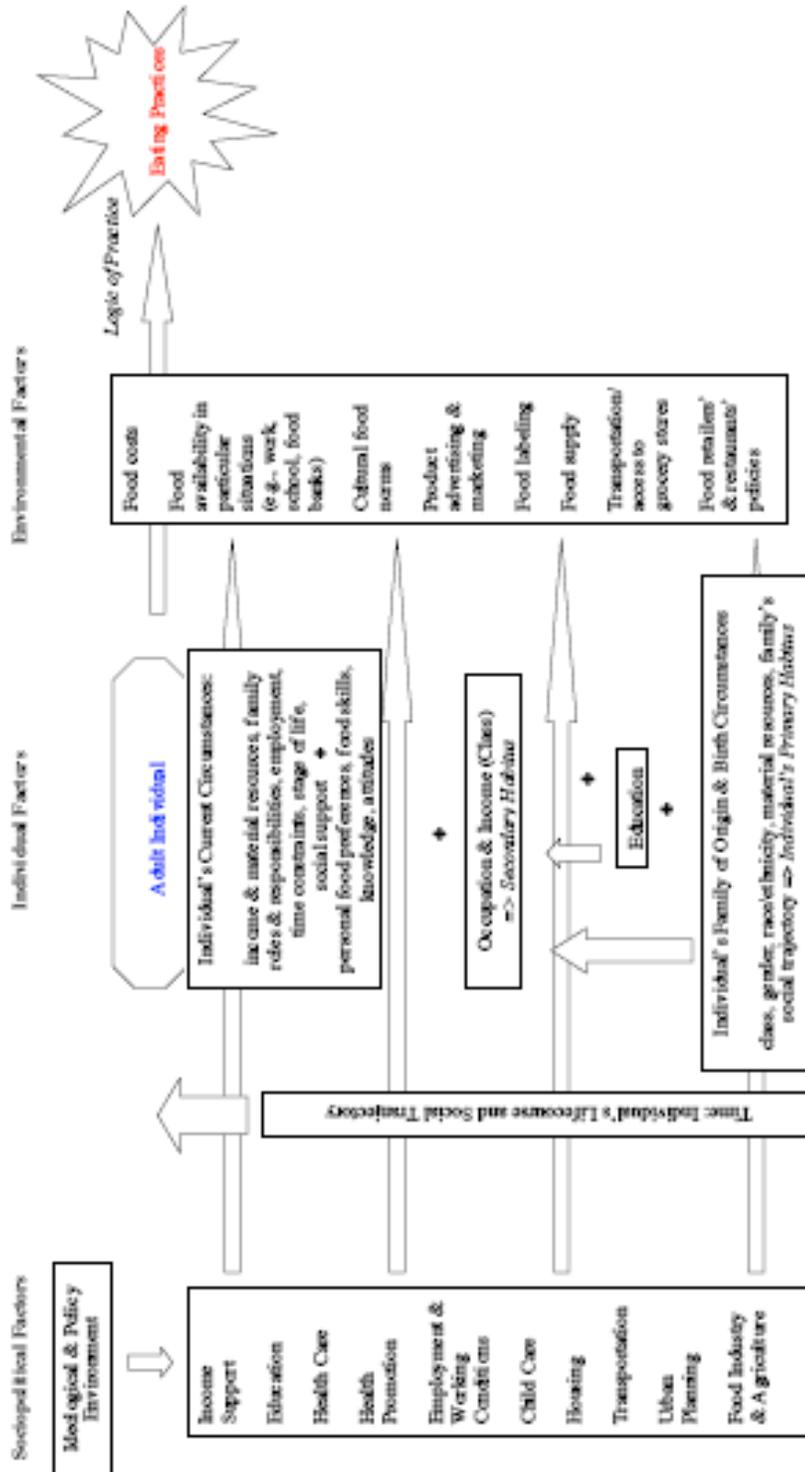 Sociopolitical Factors
Individual Factors
Environmental Factors
Ideological & Policy
Environment
Income
Support
Education
Health Care
Health
Promotion
Employment &
Working
Conditions
Child Care
Housing
Transportation
Urban
Planning
Food Industry
& Agriculture
Time: Individual's Lifecourse and Social Tranjectory
Adult Individual
Individual's Current Circumstances:
income & material resources, family
roles & responsibilities, employment,
time constraints, stage of life,
social support +
personal food preferences, food skills,
knowledge, attitudes
+
Occupation & Income (Class)
=> Secondary Habitus
+
Education
+
Individual's Family of Origin & Birth Circumstances
class, gender, race/ethnicity, material resources, family's
social trajectory => Individual's Primary Habitus
Food costs
Food
availability in
particular
situations
(e.g., work,
school, food
banks)
Cultural food
norms
Product
advertising &
marketing
Food labeling
Food supply
Transportation/
access to
grocery stores
Food retailers'
& restaurants'
policies
Logic of Practice
Eating Practices